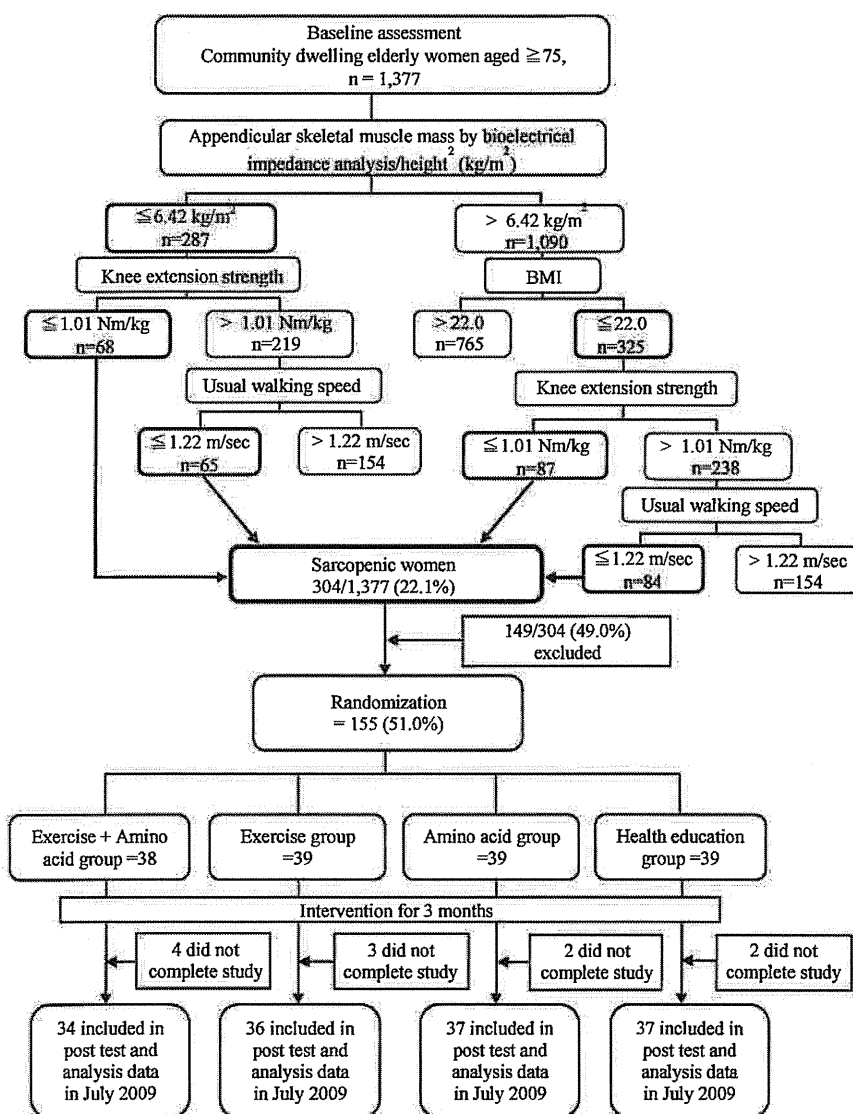 Baseline assessment
Community dwelling elderly women aged ≧75,
n = 1,377
Appendicular skeletal muscle mass by bioelectrical
impedance analysis/height² (kg/m²)
≦6.42 kg/m²
n=287
> 6.42 kg/m²
n=1,090
Knee extension strength
BMI
≦1.01 Nm/kg
n=68
> 1.01 Nm/kg
n=219
>22.0
n=765
≦22.0
n=325
Usual walking speed
Knee extension strength
≦1.22 m/sec
n=65
> 1.22 m/sec
n=154
≦1.01 Nm/kg
n=87
> 1.01 Nm/kg
n=238
Usual walking speed
Sarcopenic women
304/1,377 (22.1%)
≦1.22 m/sec
n=84
> 1.22 m/sec
n=154
149/304 (49.0%)
excluded
Randomization
= 155 (51.0%)
Exercise + Amino
acid group =38
Exercise group
=39
Amino acid group
=39
Health education
group =39
Intervention for 3 months
4 did not
complete study
3 did not
complete study
2 did not
complete study
2 did not
complete study
34 included in
post test and
analysis data
in July 2009
36 included in
post test and
analysis data
in July 2009
37 included in
post test and
analysis data
in July 2009
37 included in
post test and
analysis data
in July 2009